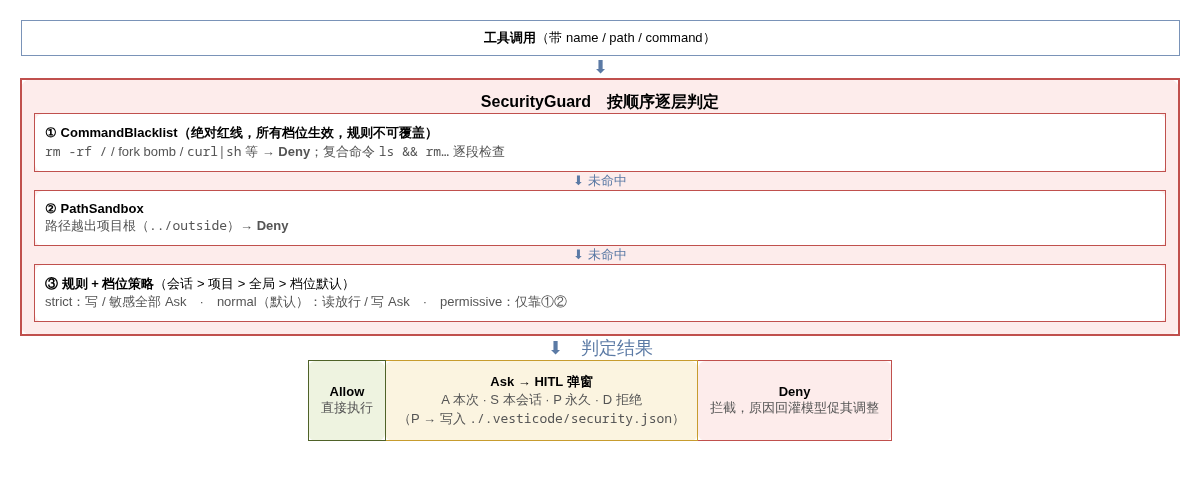 工具调用（带 name / path / command）
⬇
SecurityGuard　按顺序逐层判定
① CommandBlacklist（绝对红线，所有档位生效，规则不可覆盖）
rm -rf / / fork bomb / curl|sh 等 → Deny；复合命令 ls && rm… 逐段检查
⬇ 未命中
② PathSandbox
路径越出项目根（../outside）→ Deny
⬇ 未命中
③ 规则 + 档位策略（会话 > 项目 > 全局 > 档位默认）
strict：写 / 敏感全部 Ask　·　normal（默认）：读放行 / 写 Ask　·　permissive：仅靠①②
⬇　判定结果
Allow
直接执行
Ask → HITL 弹窗
A 本次 · S 本会话 · P 永久 · D 拒绝
（P → 写入 ./.vesticode/security.json）
Deny
拦截，原因回灌模型促其调整